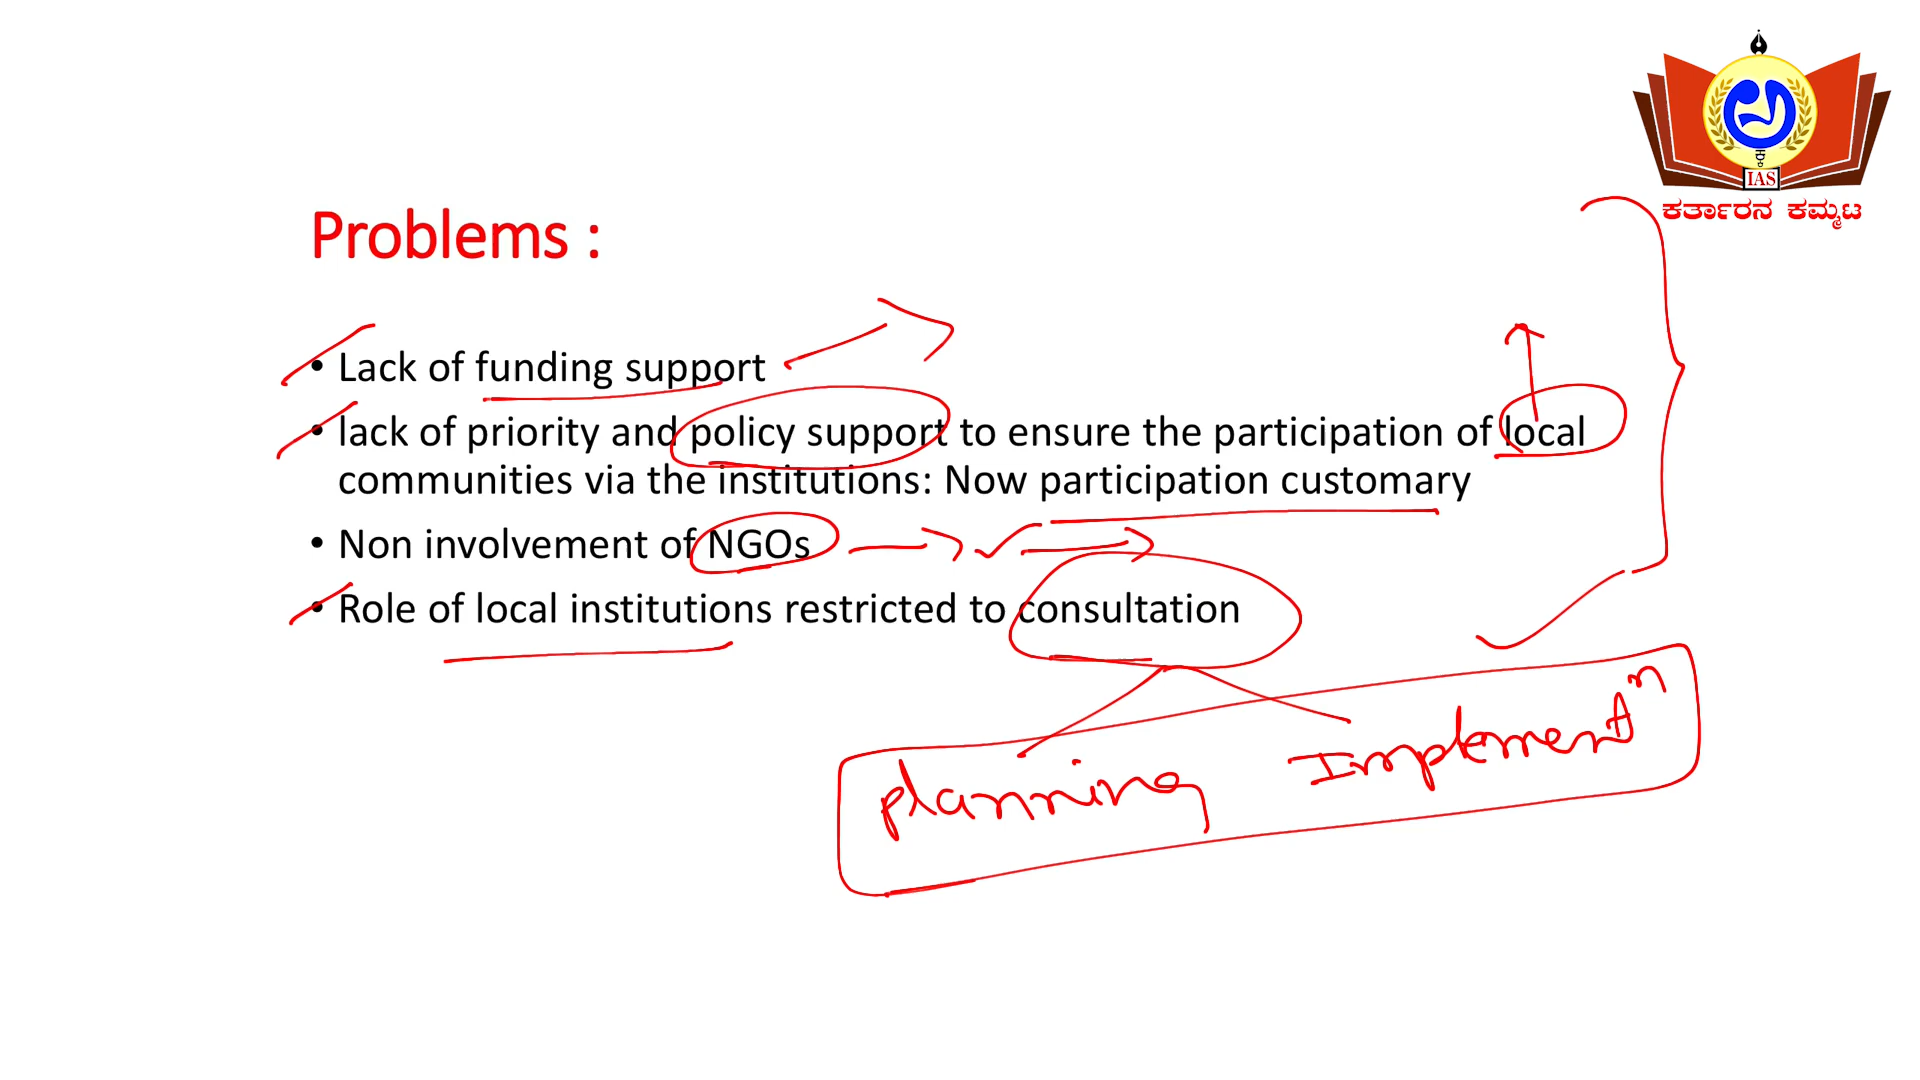 IAS
ಕರ್ತಾರನ ಕಮ್ಮಟ
Problems :
• Lack of funding support
• lack of priority and policy support to ensure the participation of local
communities via the institutions: Now participation customary
• Non involvement of NGOs
• Role of local institutions restricted to consultation
planning Implementⁿ